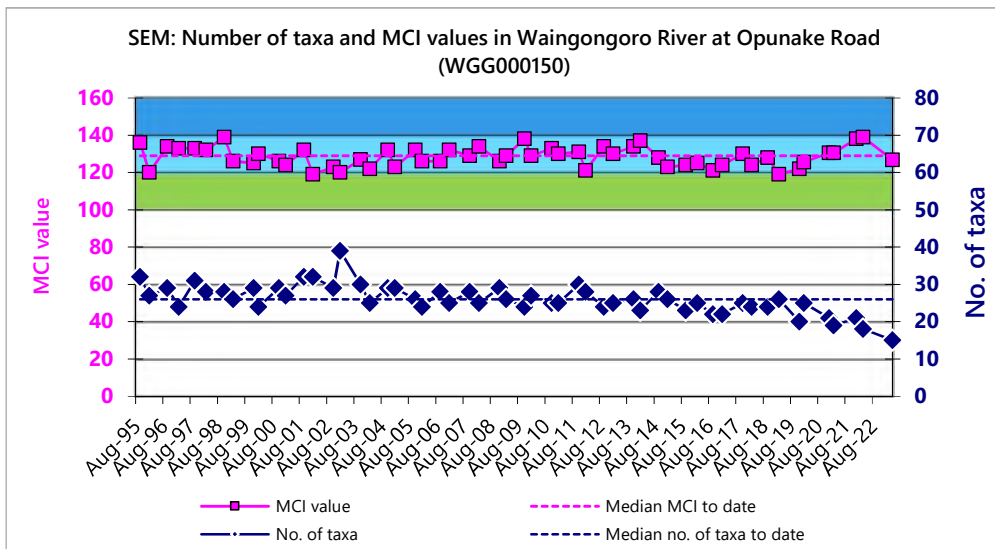 SEM: Number of taxa and MCI values in Waingongoro River at Opunake Road
(WGG000150)
MCI value
160
140
120
100
80
60
40
20
0
No. of taxa
80
70
60
50
40
30
20
10
0
Aug-95
Aug-96
Aug-97
Aug-98
Aug-99
Aug-00
Aug-01
Aug-02
Aug-03
Aug-04
Aug-05
Aug-06
Aug-07
Aug-08
Aug-09
Aug-10
Aug-11
Aug-12
Aug-13
Aug-14
Aug-15
Aug-16
Aug-17
Aug-18
Aug-19
Aug-20
Aug-21
Aug-22
MCI value
Median MCI to date
No. of taxa
Median no. of taxa to date